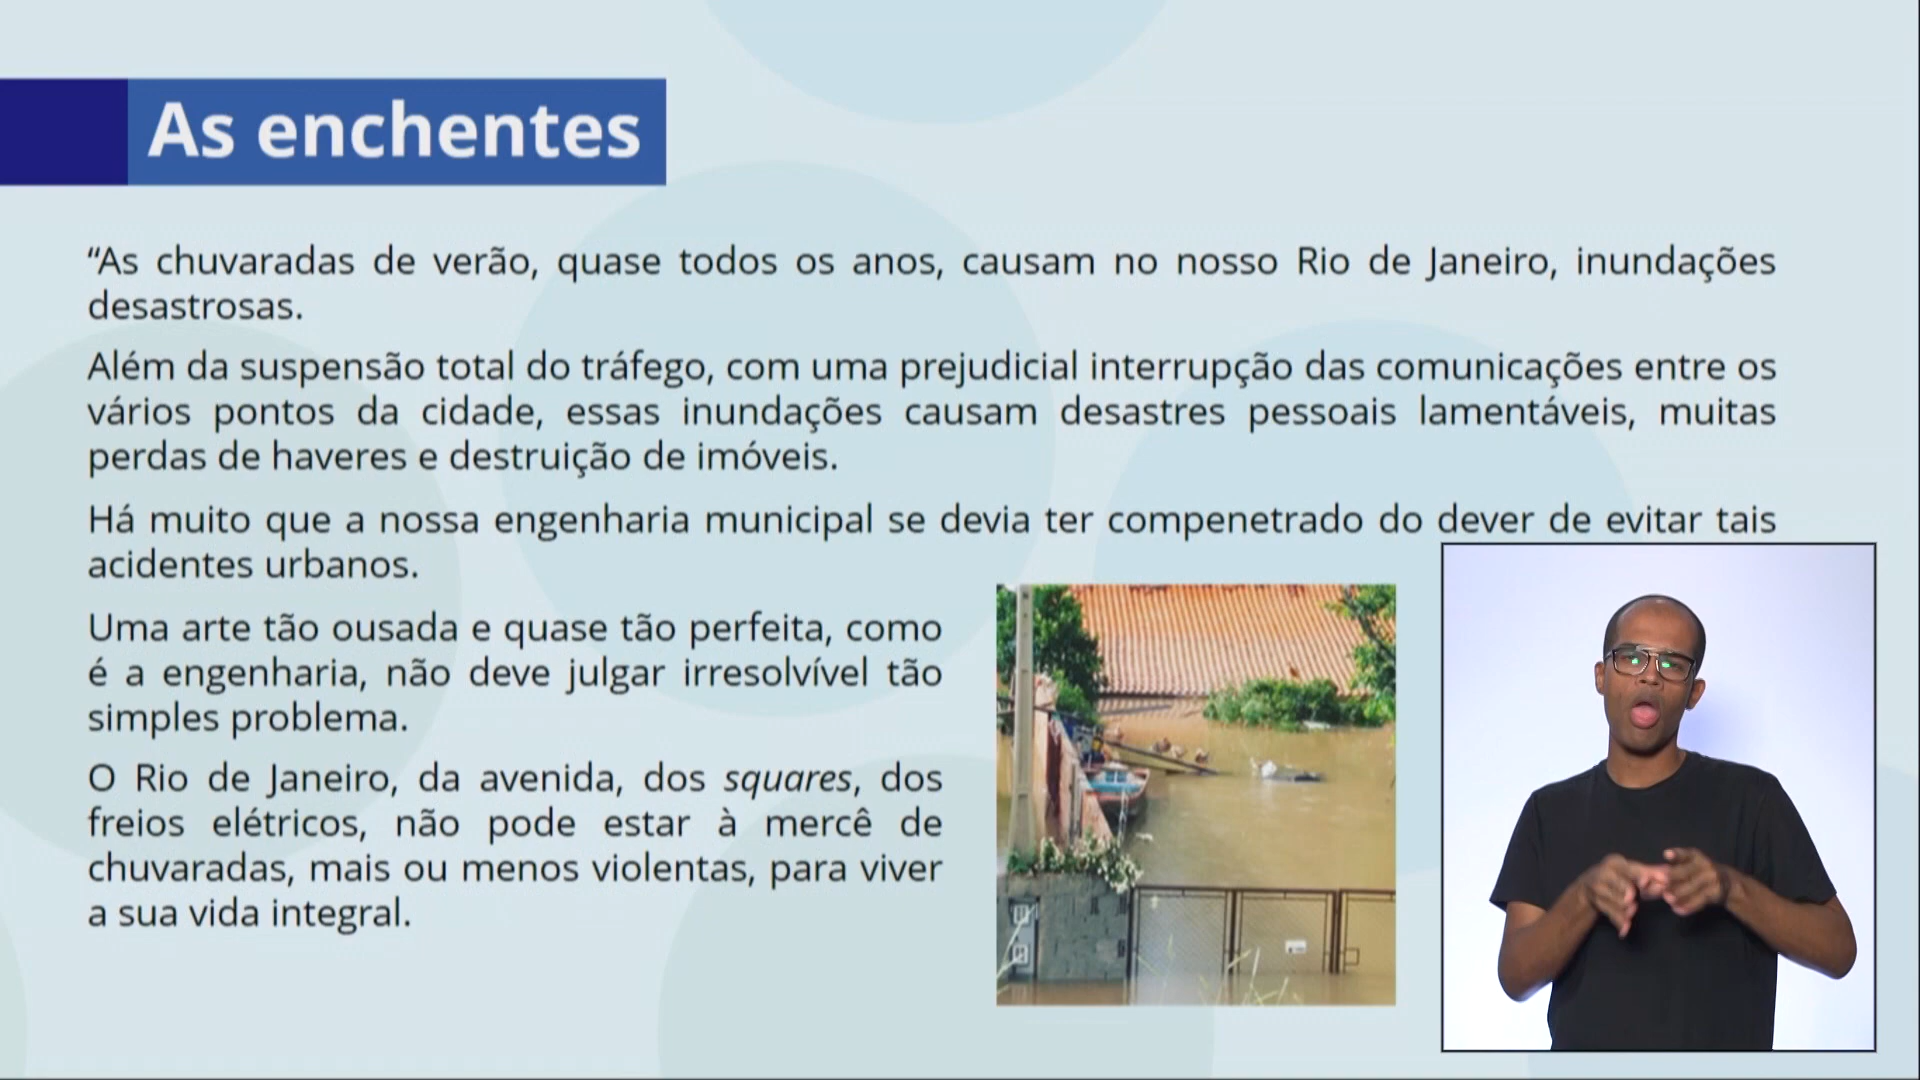 As enchentes
“As chuvaradas de verão, quase todos os anos, causam no nosso Rio de Janeiro, inundações
desastrosas.
Além da suspensão total do tráfego, com uma prejudicial interrupção das comunicações entre os
vários pontos da cidade, essas inundações causam desastres pessoais lamentáveis, muitas
perdas de haveres e destruição de imóveis.
Há muito que a nossa engenharia municipal se devia ter compenetrado do dever de evitar tais
acidentes urbanos.
Uma arte tão ousada e quase tão perfeita, como
é a engenharia, não deve julgar irresolvível tão
simples problema.
O Rio de Janeiro, da avenida, dos squares, dos
freios elétricos, não pode estar à mercê de
chuvaradas, mais ou menos violentas, para viver
a sua vida integral.